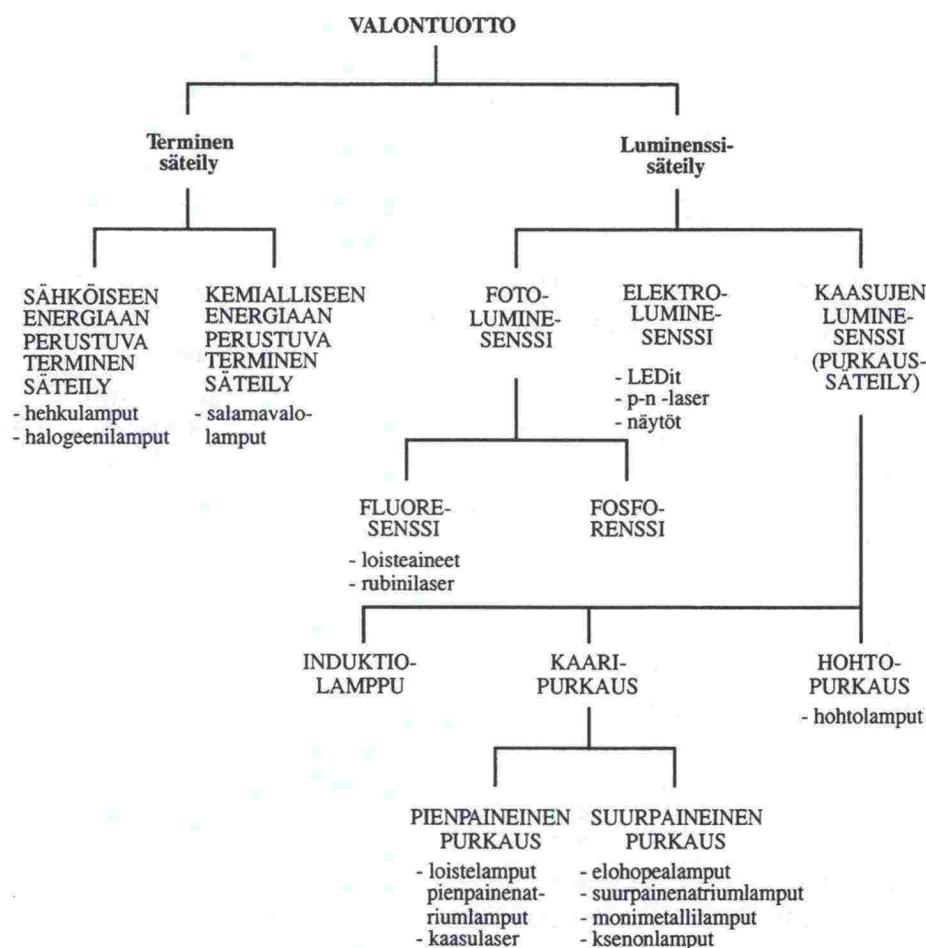 VALONTUOTTO
Terminen
säteily
Luminenssi-
säteily
SÄHKÖISEEN
ENERGIAAN
PERUSTUVA
TERMINEN
SÄTEILY
- hehkulamput
- halogeenilamput
KEMIALLISEEN
ENERGIAAN
PERUSTUVA
TERMINEN
SÄTEILY
- salamavalo-
lamput
FOTO-
LUMINE-
SENSSI
ELEKTRO-
LUMINE-
SENSSI
- LEDit
- p-n -laser
- näytöt
KAASUJEN
LUMINE-
SENSSI
(PURKAUS-
SÄTEILY)
FLUORE-
SENSSI
- loisteaineet
- rubinilaser
FOSFO-
RENSSI
INDUKTIO-
LAMPPU
KAARI-
PURKAUS
HOHTO-
PURKAUS
- hohtolamput
PIENPAINEINEN
PURKAUS
- loistelamput
pienpainenat-
riumlamput
- kaasulaser
SUURPAINEINEN
PURKAUS
- elohopealamput
- suurpainenatriumlamput
- monimetallilamput
- ksenonlamput